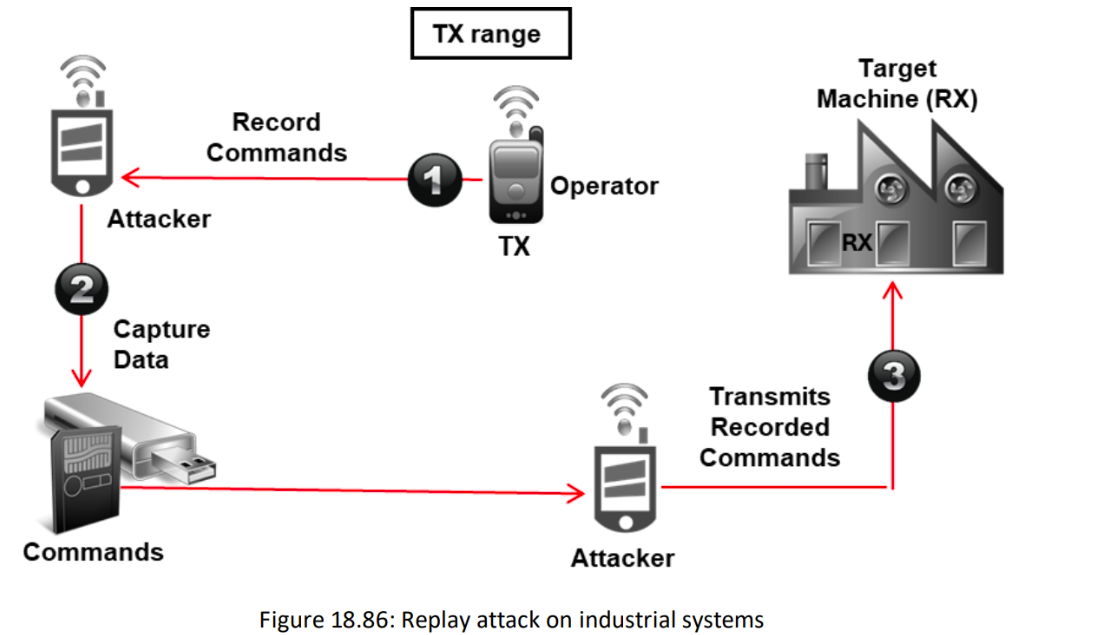 TX range
Target
Machine (RX)
Record
Commands
1
Operator
Attacker
TX
RX
2
Capture
Data
3
Transmits
Recorded
Commands
Commands
Attacker
Figure 18.86: Replay attack on industrial systems